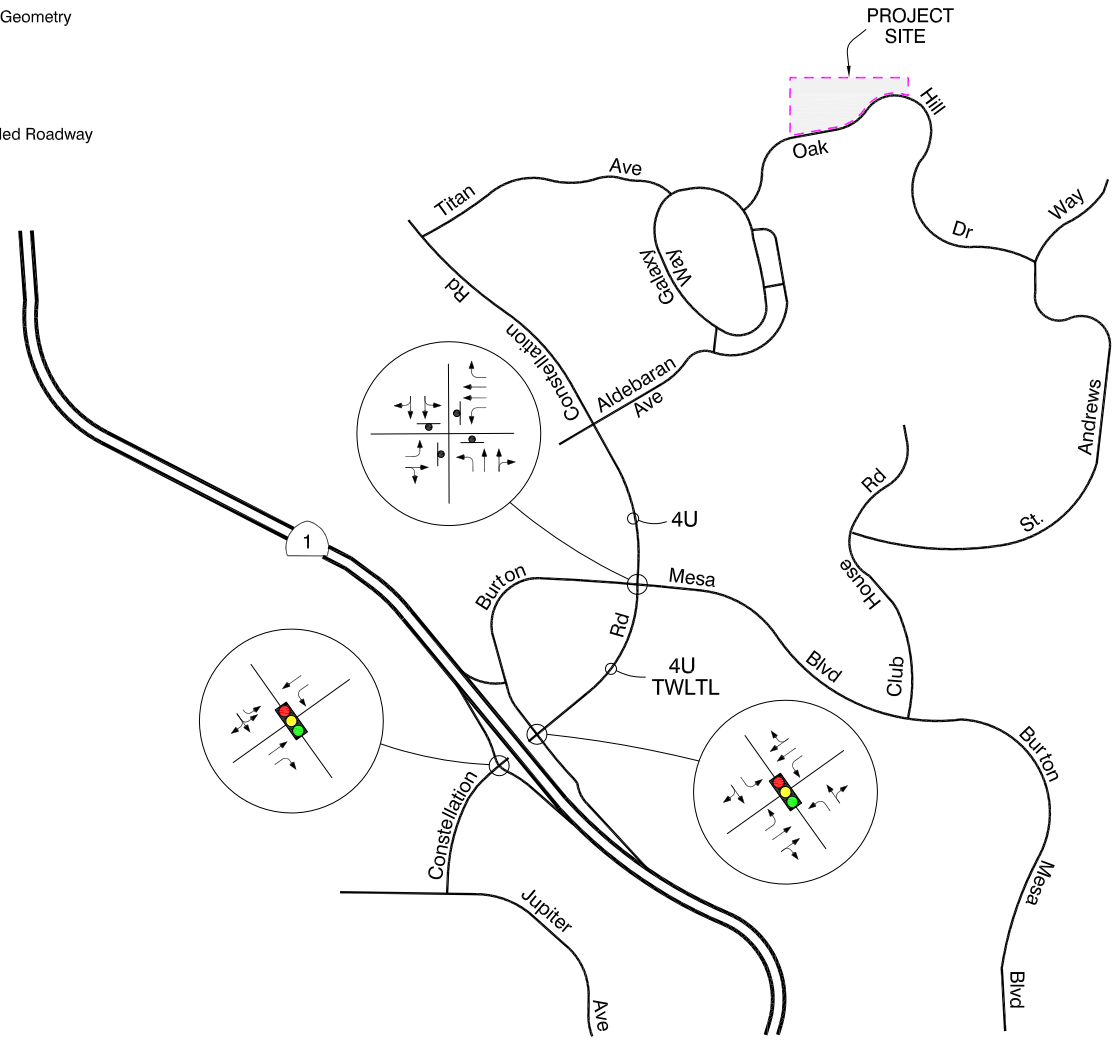 Geometry
PROJECT
SITE
led Roadway
Hill
Oak
Ave
Titan
Way
Dr
Galaxy
Way
Rd
Constellation
Aldebaran
Ave
Andrews
Rd
St.
4U
1
Burton
Mesa
House
Rd
4U
TWLTL
Blvd
Club
Burton
Constellation
Mesa
Jupiter
Blvd
Ave